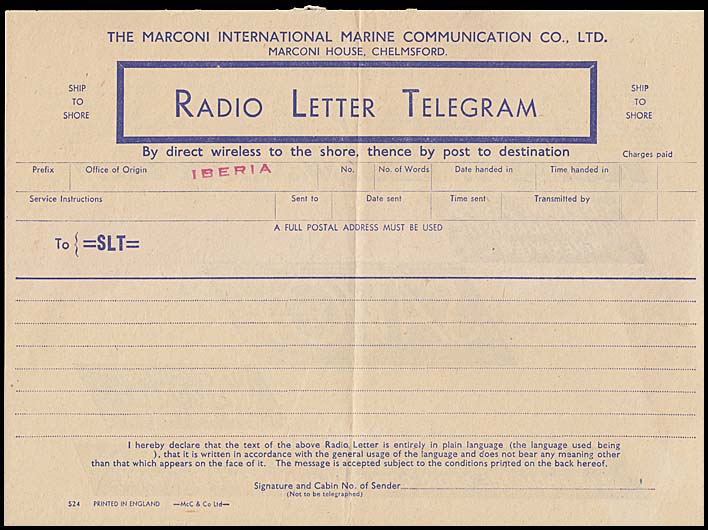 THE MARCONI INTERNATIONAL MARINE COMMUNICATION CO., LTD.
MARCONI HOUSE, CHELMSFORD.
SHIP TO SHORE
RADIO LETTER TELEGRAM
SHIP TO SHORE
By direct wireless to the shore, thence by post to destination
Charges paid
Prefix Office of Origin IBERIA No. No. of Words Date handed in Time handed in
Service Instructions Sent to Date sent Time sent Transmitted by
A FULL POSTAL ADDRESS MUST BE USED
To { =SLT=
I hereby declare that the text of the above Radio Letter is entirely in plain language (the language used being
), that it is written in accordance with the general usage of the language and does not bear any meaning other
than that which appears on the face of it. The message is accepted subject to the conditions printed on the back hereof.
Signature and Cabin No. of Sender
(Not to be telegraphed)
S24 PRINTED IN ENGLAND —McC & Co Ltd—